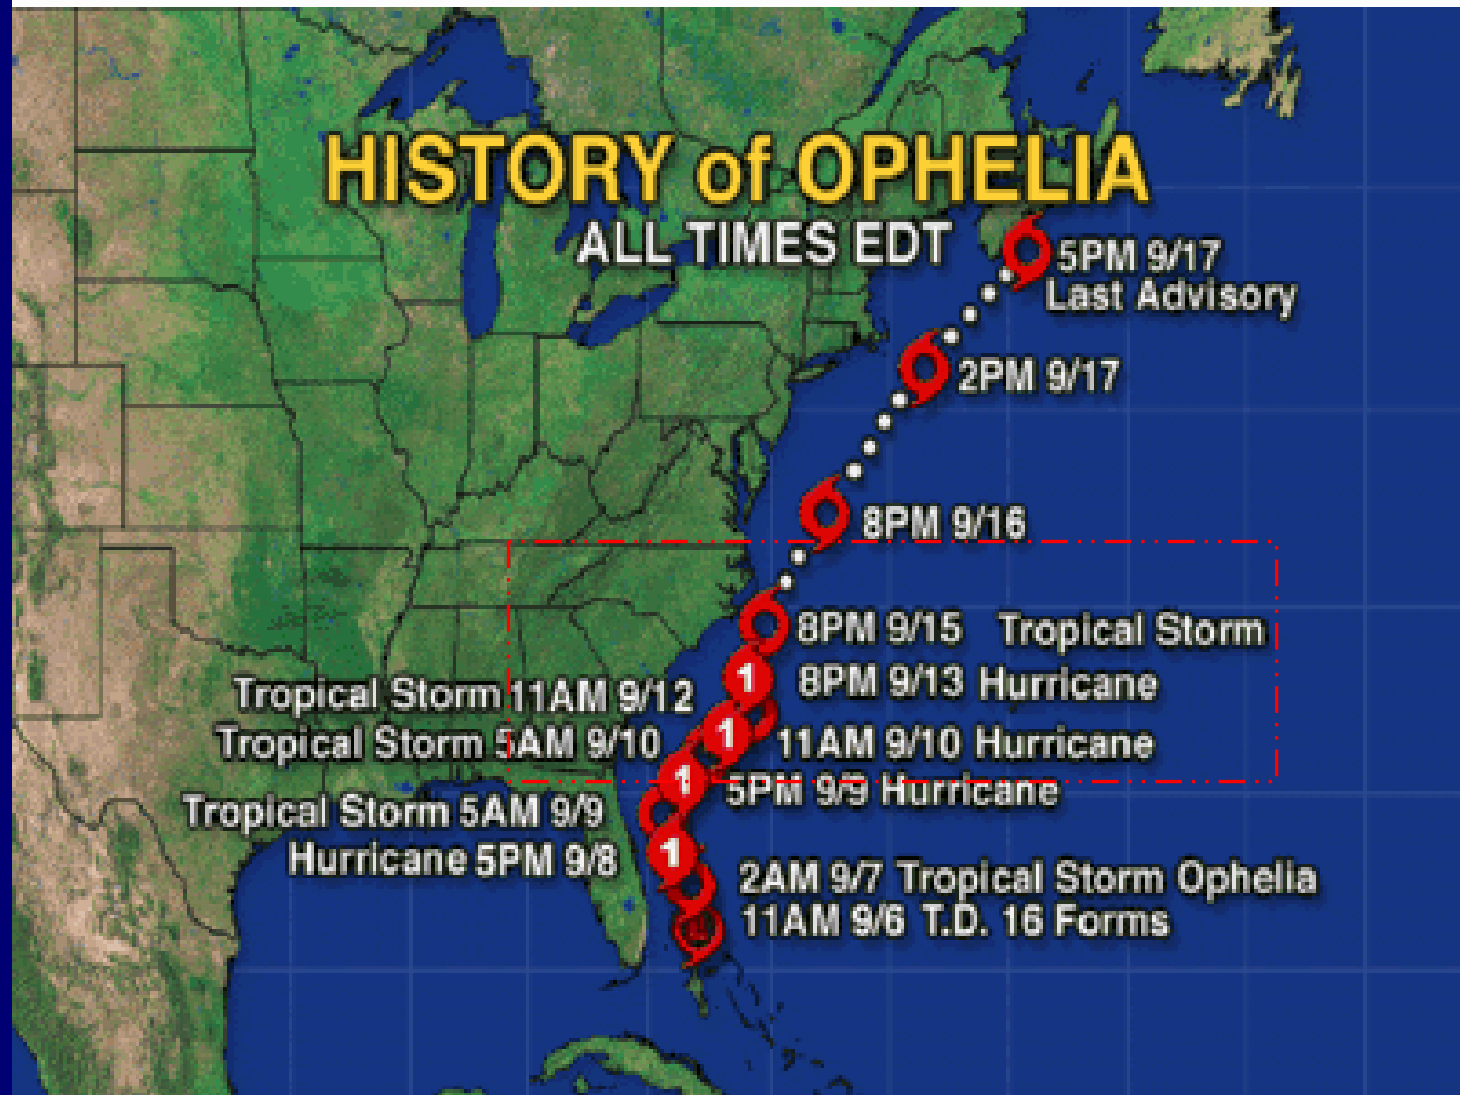 HISTORY of OPHELIA
ALL TIMES EDT
5PM 9/17
Last Advisory
2PM 9/17
8PM 9/16
8PM 9/15 Tropical Storm
1 8PM 9/13 Hurricane
Tropical Storm 11AM 9/12
Tropical Storm 5AM 9/10
1 11AM 9/10 Hurricane
1 5PM 9/9 Hurricane
Tropical Storm 5AM 9/9
Hurricane 5PM 9/8 1
2AM 9/7 Tropical Storm Ophelia
11AM 9/6 T.D. 16 Forms